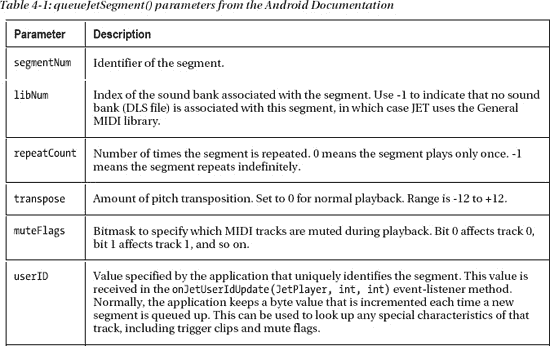 Table 4-1: queueJetSegment() parameters from the Android Documentation
Parameter Description
segmentNum Identifier of the segment.
libNum Index of the sound bank associated with the segment. Use -1 to indicate that no sound
bank (DLS file) is associated with this segment, in which case JET uses the General
MIDI library.
repeatCount Number of times the segment is repeated. 0 means the segment plays only once. -1
means the segment repeats indefinitely.
transpose Amount of pitch transposition. Set to 0 for normal playback. Range is -12 to +12.
muteFlags Bitmask to specify which MIDI tracks are muted during playback. Bit 0 affects track 0,
bit 1 affects track 1, and so on.
userID Value specified by the application that uniquely identifies the segment. This value is
received in the onJetUserIdUpdate(JetPlayer, int, int) event-listener method.
Normally, the application keeps a byte value that is incremented each time a new
segment is queued up. This can be used to look up any special characteristics of that
track, including trigger clips and mute flags.